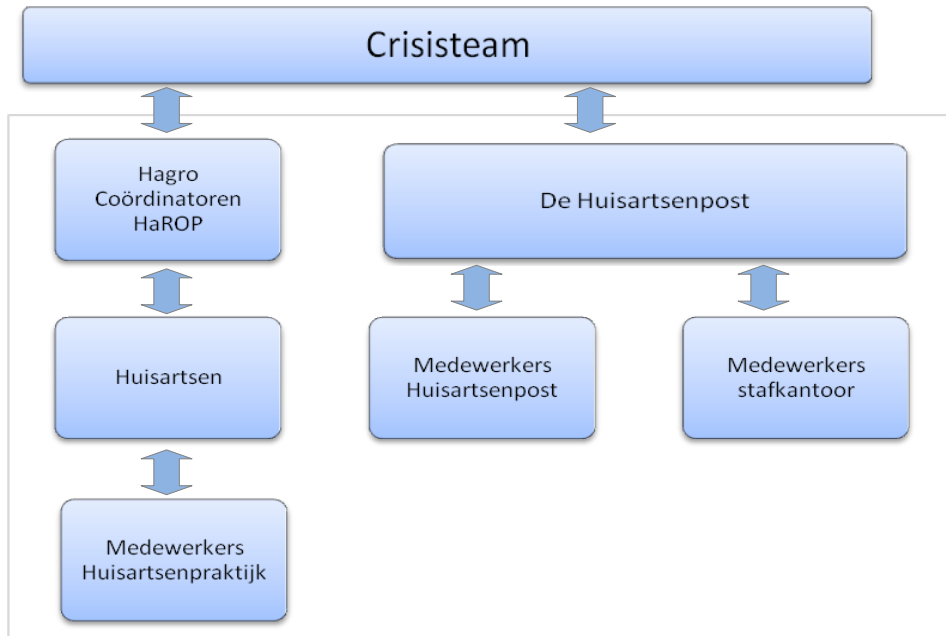 Crisisteam
Hagro
Coördinatoren
HaROP
De Huisartsenpost
Huisartsen
Medewerkers
Huisartsenpost
Medewerkers
stafkantoor
Medewerkers
Huisartsenpraktijk